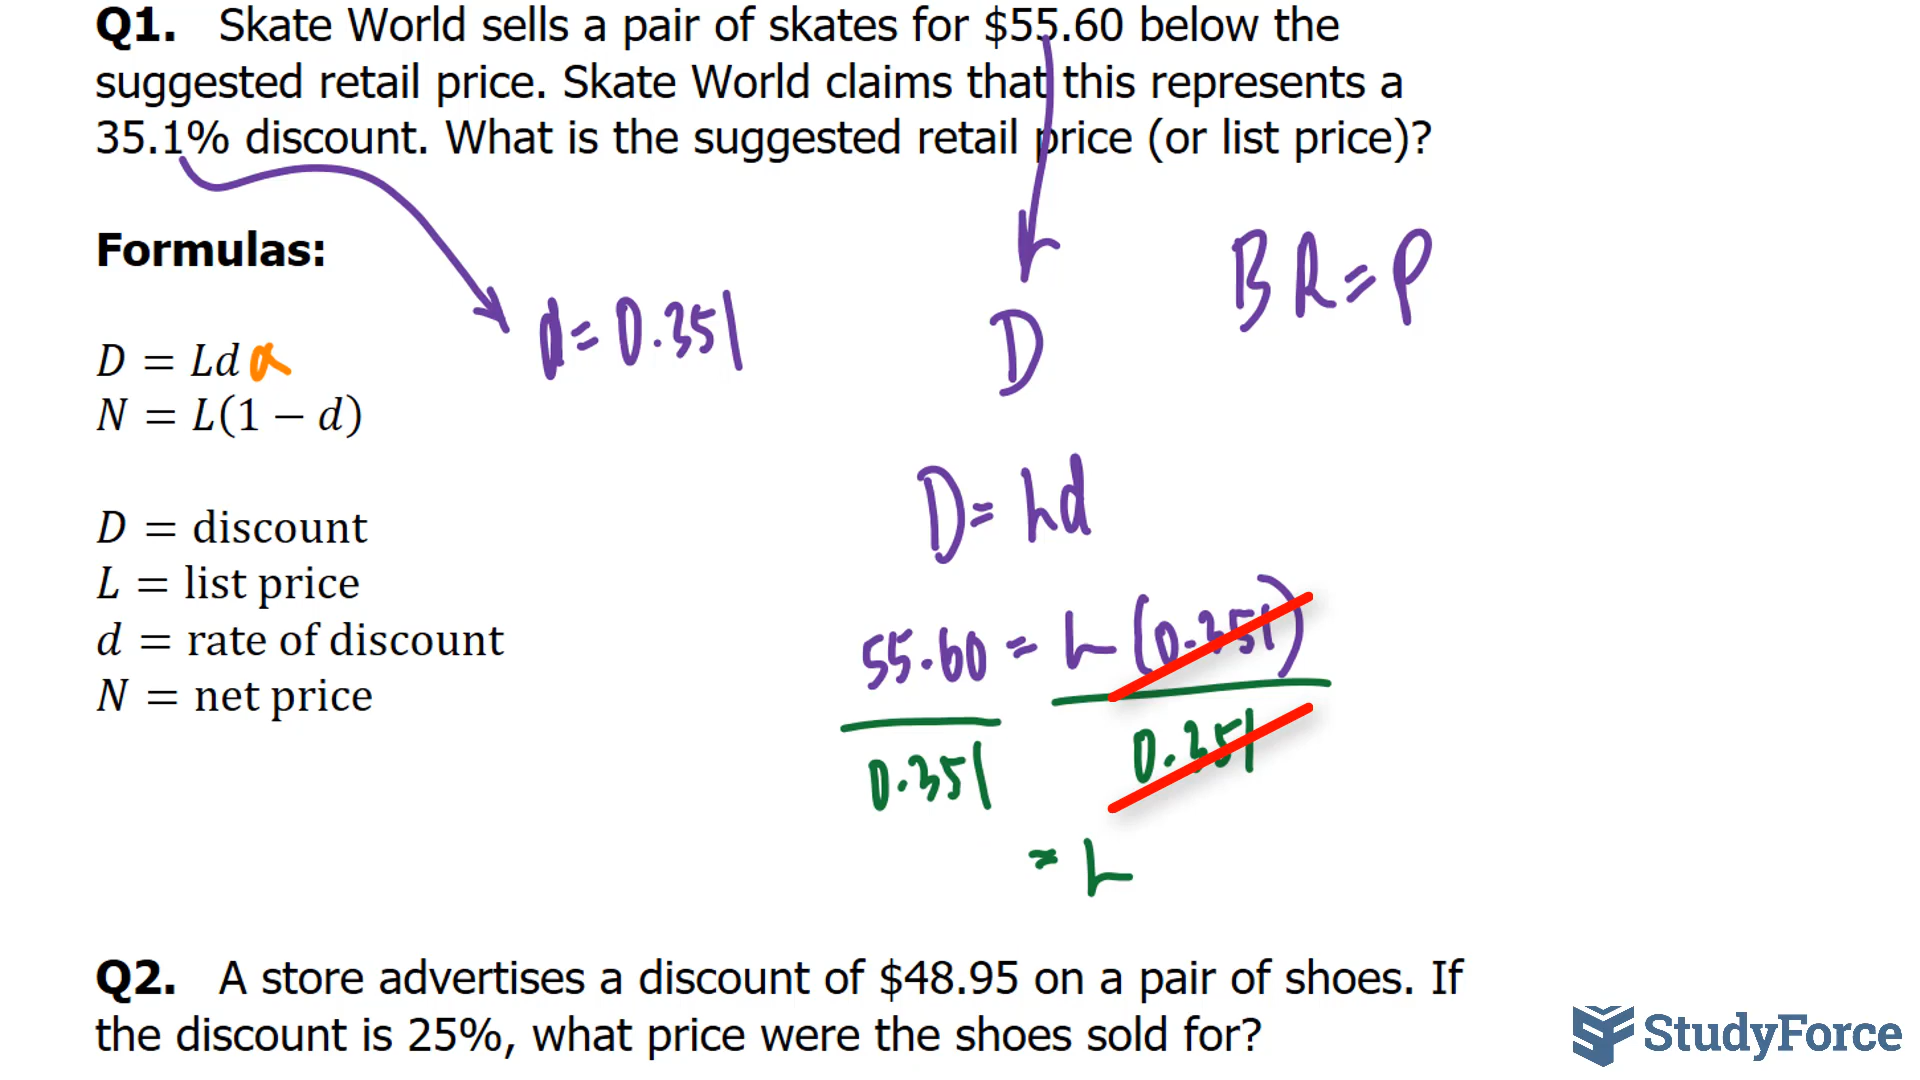 Q1. Skate World sells a pair of skates for $55.60 below the
suggested retail price. Skate World claims that this represents a
35.1% discount. What is the suggested retail price (or list price)?
Formulas:
BR=P
d=0.351
D
D = Ld
N = L(1 − d)
D=Ld
D = discount
L = list price
d = rate of discount
N = net price
55.60 = L(0.351)
0.351 0.351
= L
Q2. A store advertises a discount of $48.95 on a pair of shoes. If
the discount is 25%, what price were the shoes sold for?
StudyForce